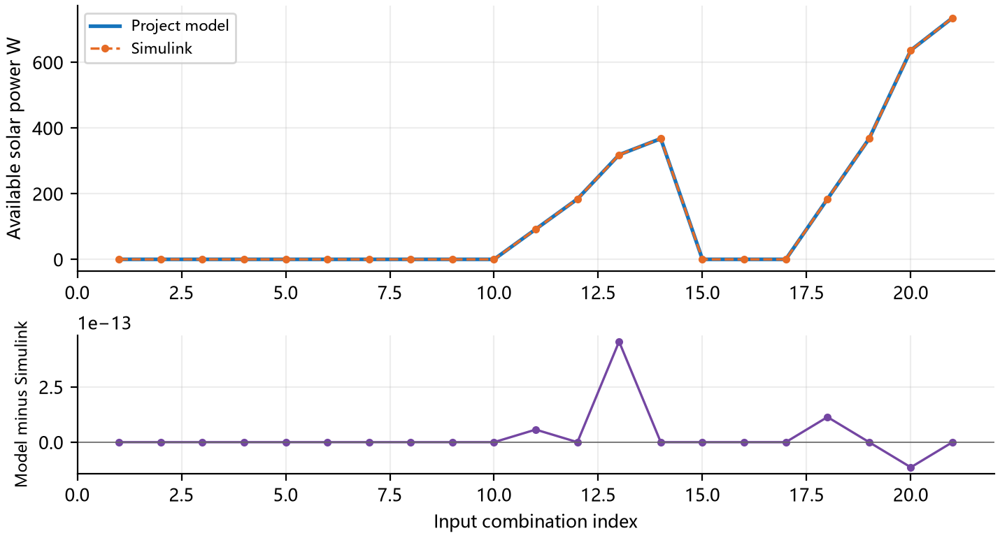 Available solar power W
Project model
Simulink
600
400
200
0
0.0 2.5 5.0 7.5 10.0 12.5 15.0 17.5 20.0
1e−13
Model minus Simulink
2.5
0.0
0.0 2.5 5.0 7.5 10.0 12.5 15.0 17.5 20.0
Input combination index